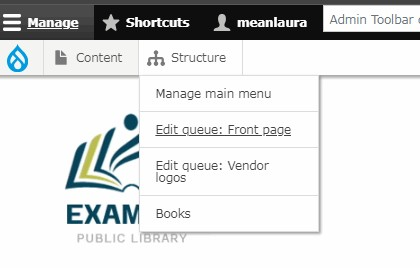 Manage Shortcuts meanlaura Admin Toolbar
Content Structure
Manage main menu
Edit queue: Front page
Edit queue: Vendor
logos
Books
EXAM
PUBLIC LIBRARY